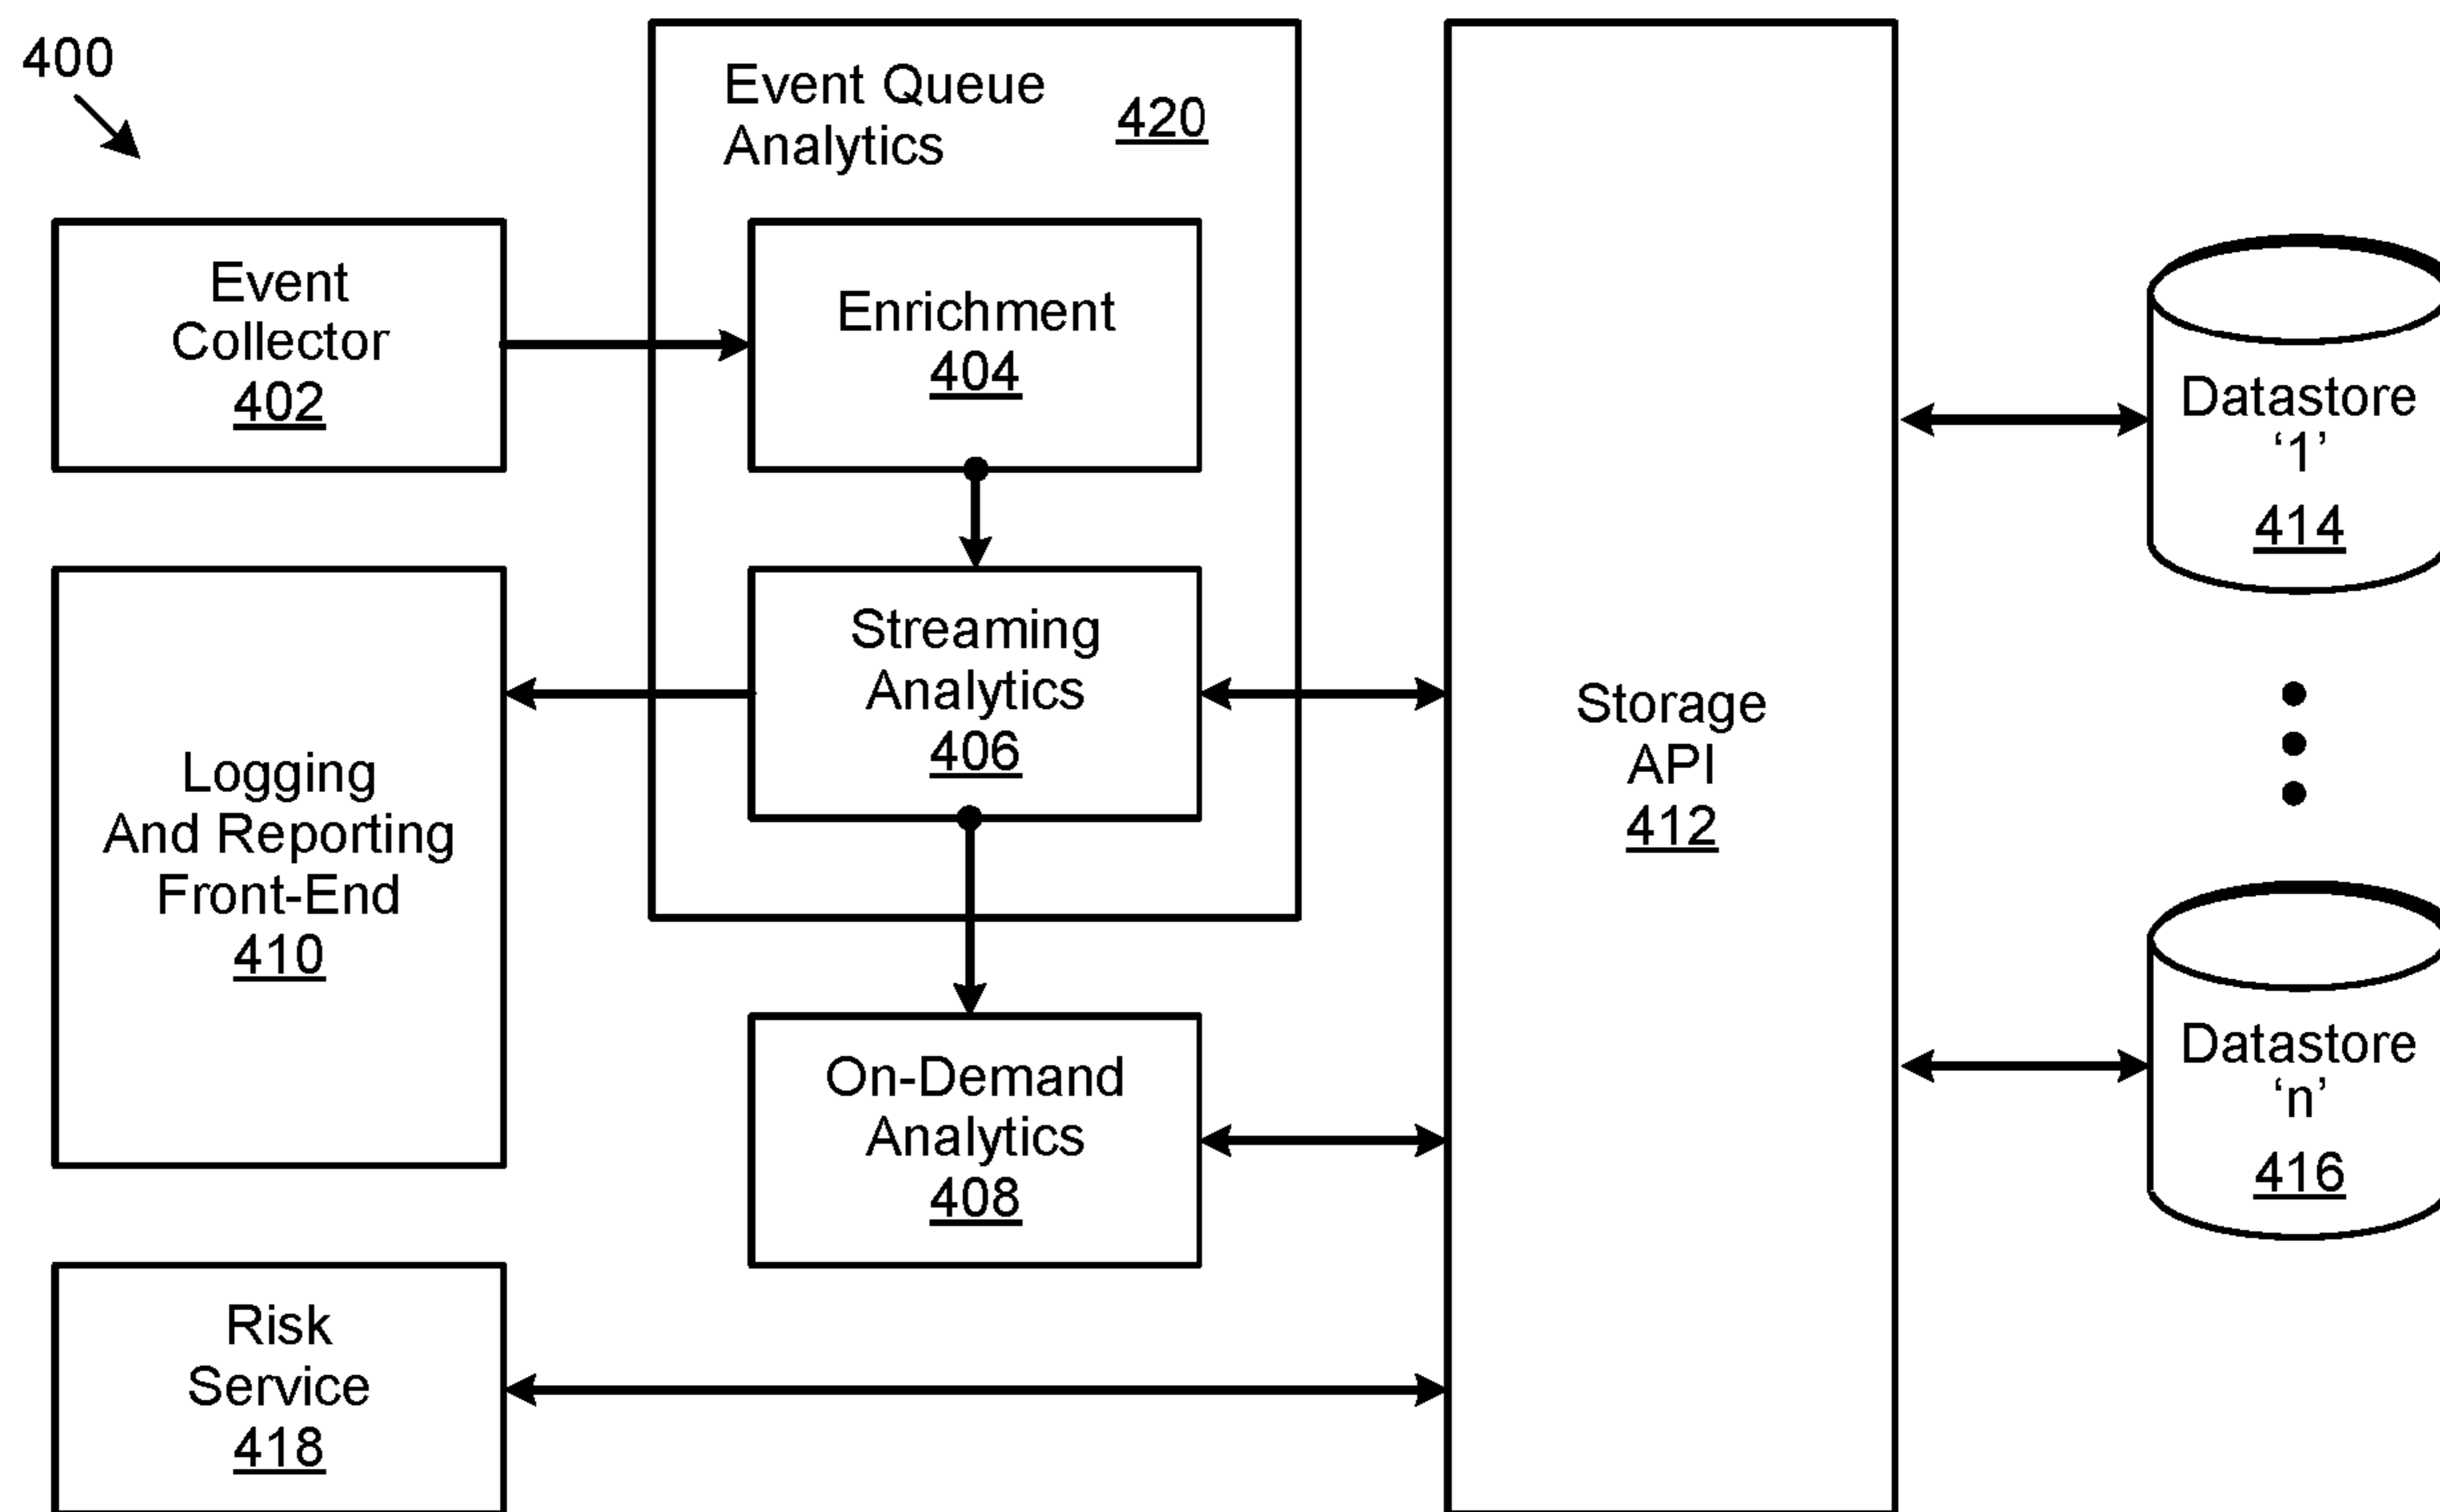 400
Event Queue
Analytics
420
Event
Collector
402
Enrichment
404
Streaming
Analytics
406
Logging
And Reporting
Front-End
410
On-Demand
Analytics
408
Risk
Service
418
Storage
API
412
Datastore
‘1’
414
Datastore
‘n’
416